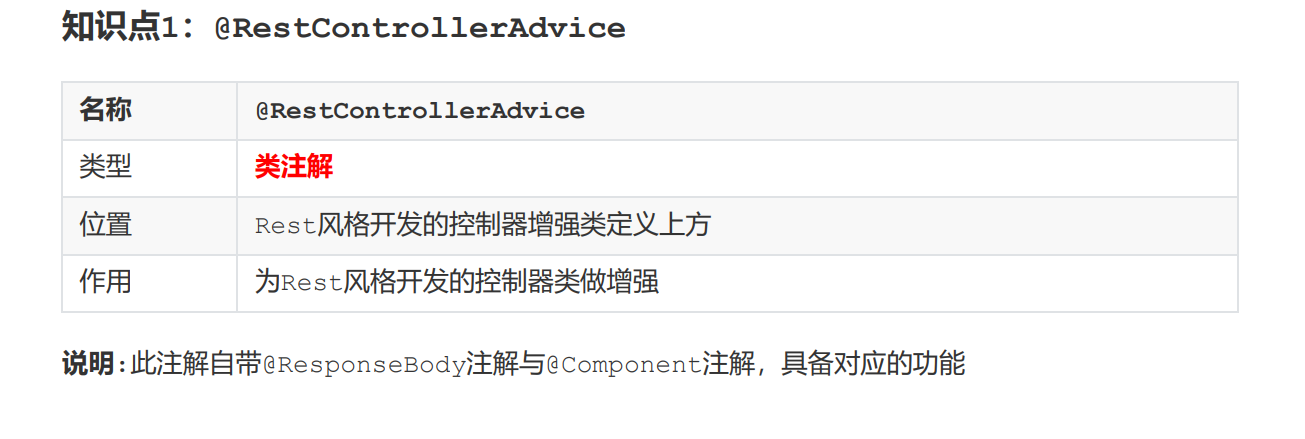 知识点1：@RestControllerAdvice
名称 @RestControllerAdvice
类型 类注解
位置 Rest风格开发的控制器增强类定义上方
作用 为Rest风格开发的控制器类做增强
说明:此注解自带@ResponseBody注解与@Component注解，具备对应的功能